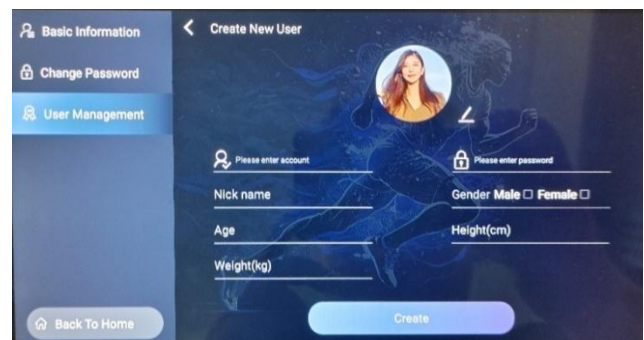 Basic Information
Change Password
User Management
Back To Home
Create New User
Please enter account
Please enter password
Nick name
Gender Male Female
Age
Height(cm)
Weight(kg)
Create